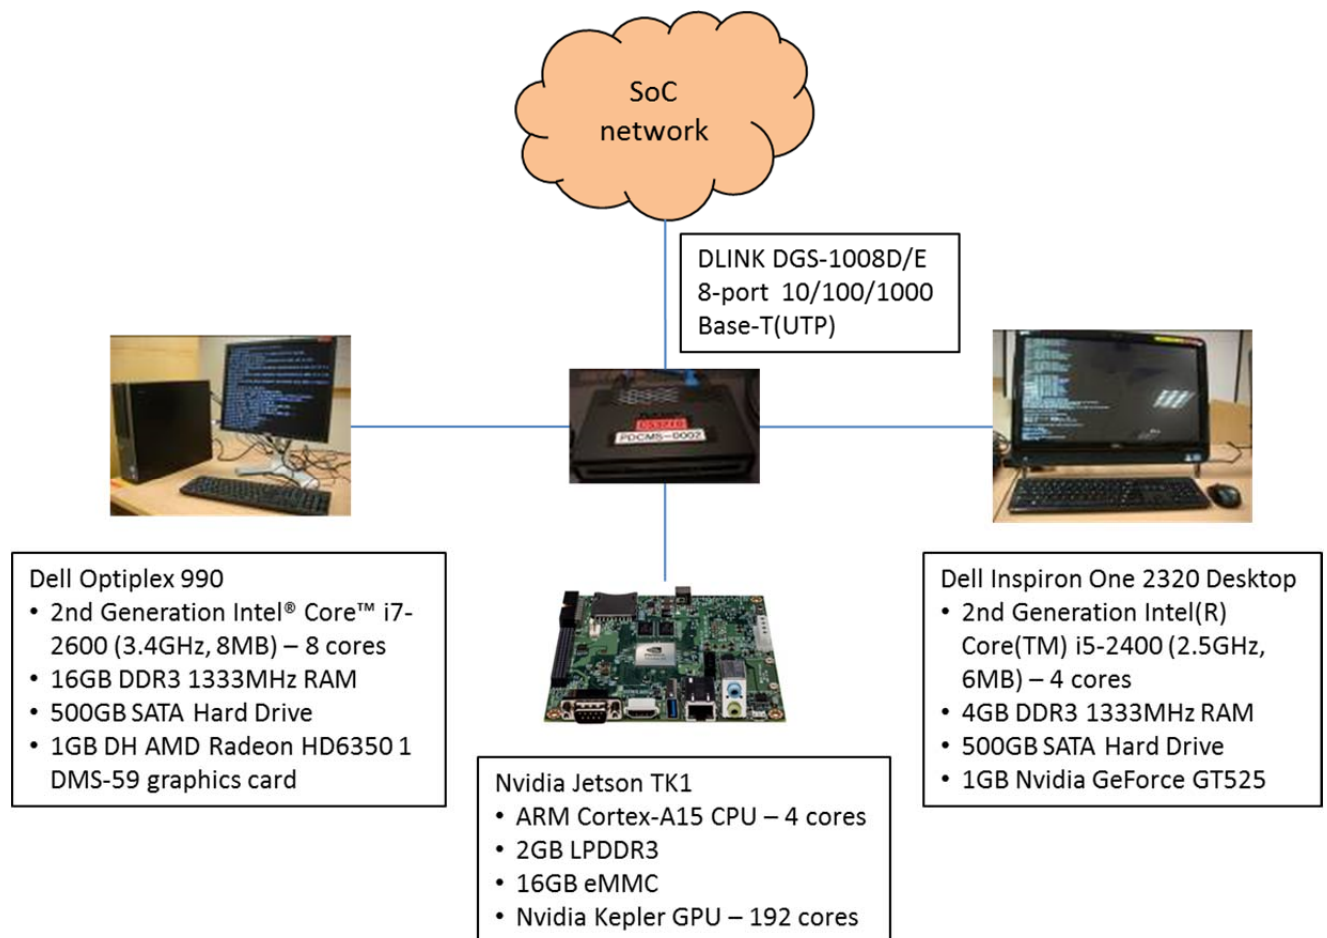 SoC
network
DLINK DGS-1008D/E
8-port 10/100/1000
Base-T(UTP)
CS3210
PDCMS-0002
Dell Optiplex 990
• 2nd Generation Intel® Core™ i7-
2600 (3.4GHz, 8MB) – 8 cores
• 16GB DDR3 1333MHz RAM
• 500GB SATA Hard Drive
• 1GB DH AMD Radeon HD6350 1
DMS-59 graphics card
Nvidia Jetson TK1
• ARM Cortex-A15 CPU – 4 cores
• 2GB LPDDR3
• 16GB eMMC
• Nvidia Kepler GPU – 192 cores
Dell Inspiron One 2320 Desktop
• 2nd Generation Intel(R)
Core(TM) i5-2400 (2.5GHz,
6MB) – 4 cores
• 4GB DDR3 1333MHz RAM
• 500GB SATA Hard Drive
• 1GB Nvidia GeForce GT525